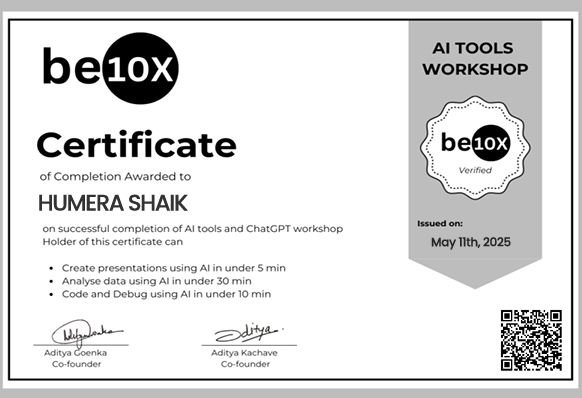 be10X
Certificate
of Completion Awarded to
HUMERA SHAIK
on successful completion of AI tools and ChatGPT workshop
Holder of this certificate can
• Create presentations using AI in under 5 min
• Analyse data using AI in under 30 min
• Code and Debug using AI in under 10 min
Aditya Goenka
Co-founder
Aditya
Aditya Kachave
Co-founder
AI TOOLS
WORKSHOP
be10X
Verified
Issued on:
May 11th, 2025